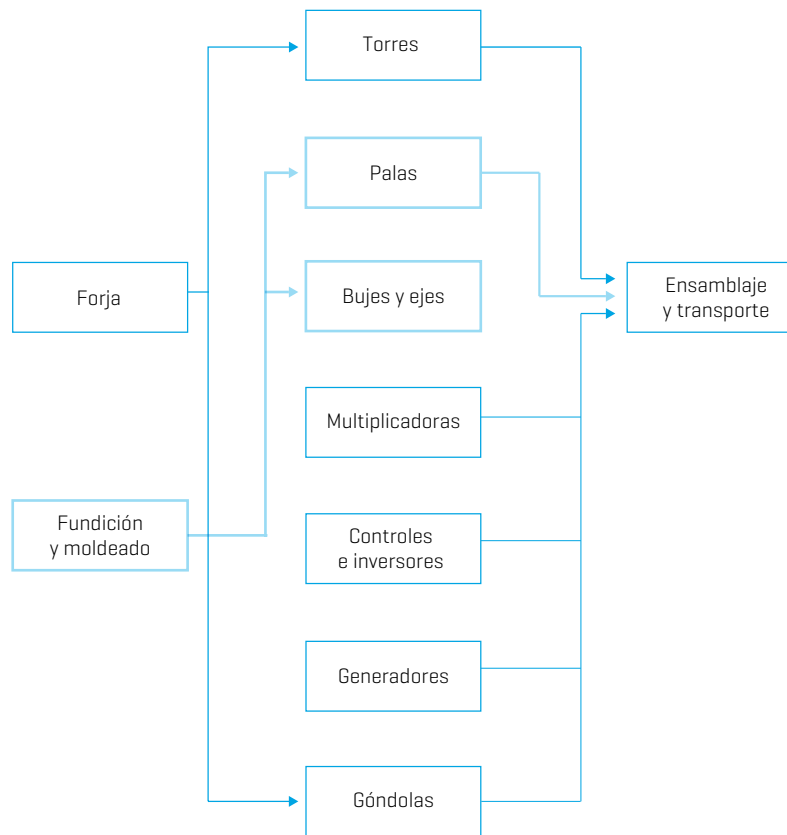 Torres
Palas
Forja
Bujes y ejes
Ensamblaje
y transporte
Multiplicadoras
Fundición
y moldeado
Controles
e inversores
Generadores
Góndolas